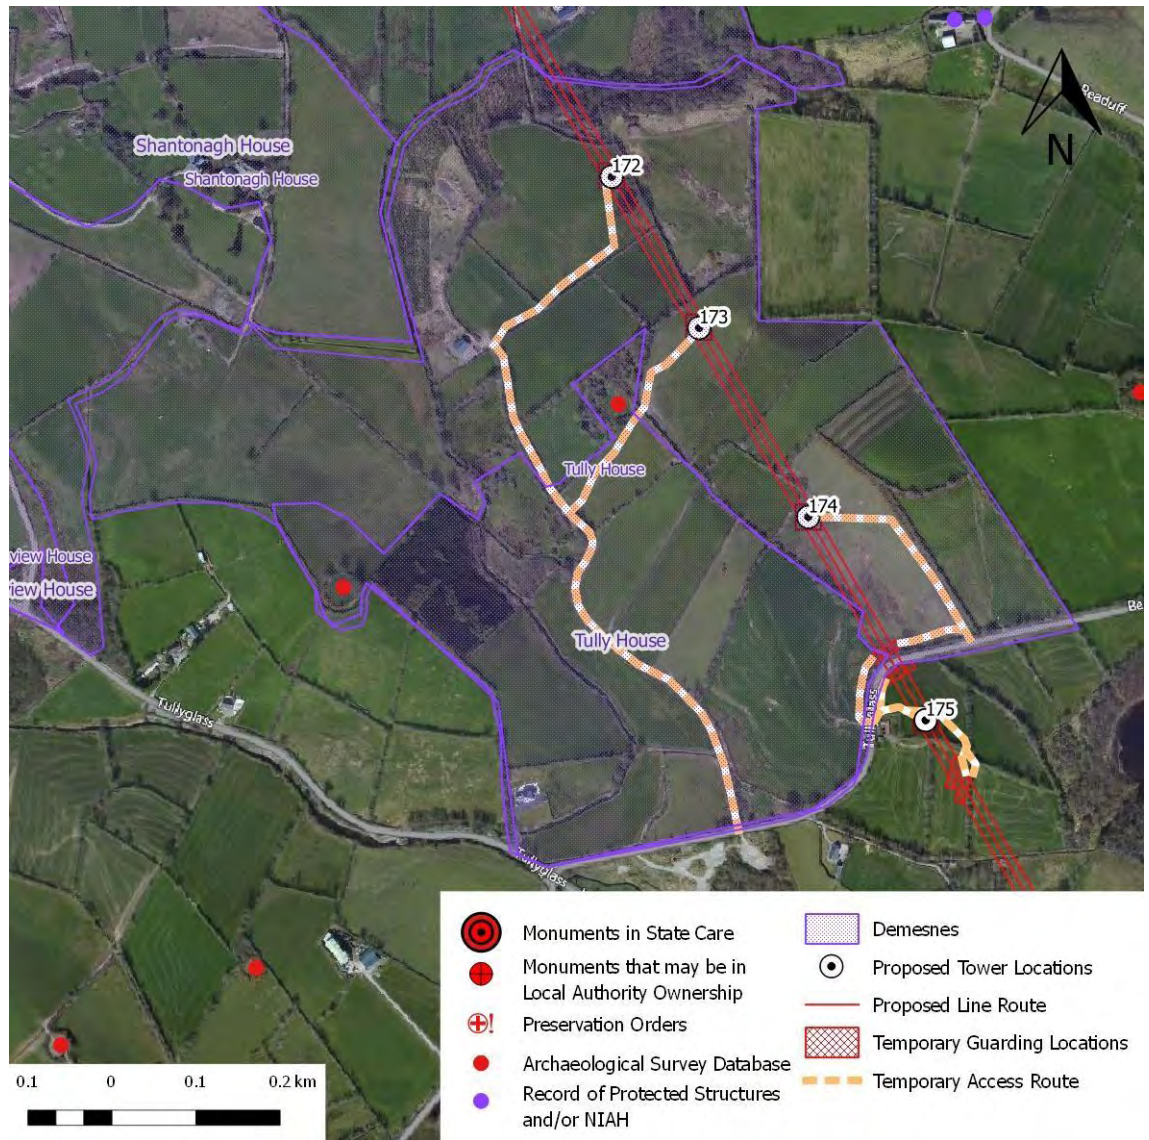 Beaduff
N
Shantonagh House
Shantonagh House
172
173
Tully House
174
view House
view House
Be
Tully House
Tullyglass
Tullyglass
175
Tullyglass
Monuments in State Care
Monuments that may be in
Local Authority Ownership
Preservation Orders
Archaeological Survey Database
Record of Protected Structures
and/or NIAH
Demesnes
Proposed Tower Locations
Proposed Line Route
Temporary Guarding Locations
Temporary Access Route
0.1 0 0.1 0.2 km